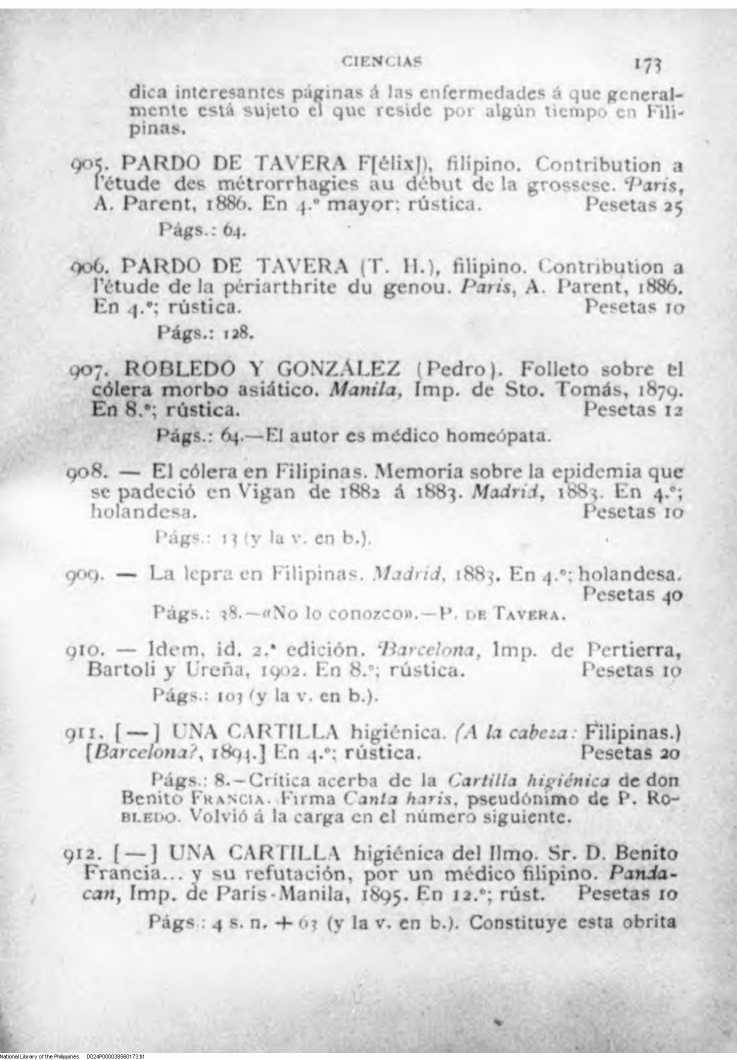 CIENCIAS 173
dica interesantes páginas á las enfermedades á que general-
mente está sujeto el que reside por algún tiempo en Fili-
pinas.
905. PARDO DE TAVERA F[élix]), filipino. Contribution a
l'étude des métrorrhagies au début de la grossese. Paris,
A. Parent, 1886. En 4.º mayor; rústica. Pesetas 25
Págs.: 64.
906. PARDO DE TAVERA (T. H.), filipino. Contribution a
l'étude de la périarthrite du genou. Paris, A. Parent, 1886.
En 4.º; rústica. Pesetas 10
Págs.: 128.
907. ROBLEDO Y GONZÁLEZ (Pedro). Folleto sobre el
cólera morbo asiático. Manila, Imp. de Sto. Tomás, 1879.
En 8.º; rústica. Pesetas 12
Págs.: 64.—El autor es médico homeópata.
908. — El cólera en Filipinas. Memoria sobre la epidemia que
se padeció en Vigan de 1882 á 1883. Madrid, 1883. En 4.º;
holandesa. Pesetas 10
Págs.: 13 (y la v. en b.).
909. — La lepra en Filipinas. Madrid, 1883. En 4.º; holandesa.
Pesetas 40
Págs.: 38.—«No lo conozco».—P. DE TAVERA.
910. — Idem, id. 2.ª edición. Barcelona, Imp. de Pertierra,
Bartoli y Ureña, 1902. En 8.º; rústica. Pesetas 10
Págs.: 103 (y la v. en b.).
911. [—] UNA CARTILLA higiénica. (A la cabeza: Filipinas.)
[Barcelona?, 1894.] En 4.º; rústica. Pesetas 20
Págs.: 8.—Crítica acerba de la Cartilla higiénica de don
Benito FRANCIA. Firma Canta haris, pseudónimo de P. RO-
BLEDO. Volvió á la carga en el número siguiente.
912. [—] UNA CARTILLA higiénica del Ilmo. Sr. D. Benito
Francia... y su refutación, por un médico filipino. Panda-
can, Imp. de París-Manila, 1895. En 12.º; rúst. Pesetas 10
Págs.: 4 s. n. + 63 (y la v. en b.). Constituye esta obrita
National Library of the Philippines D024P000038560173.tif